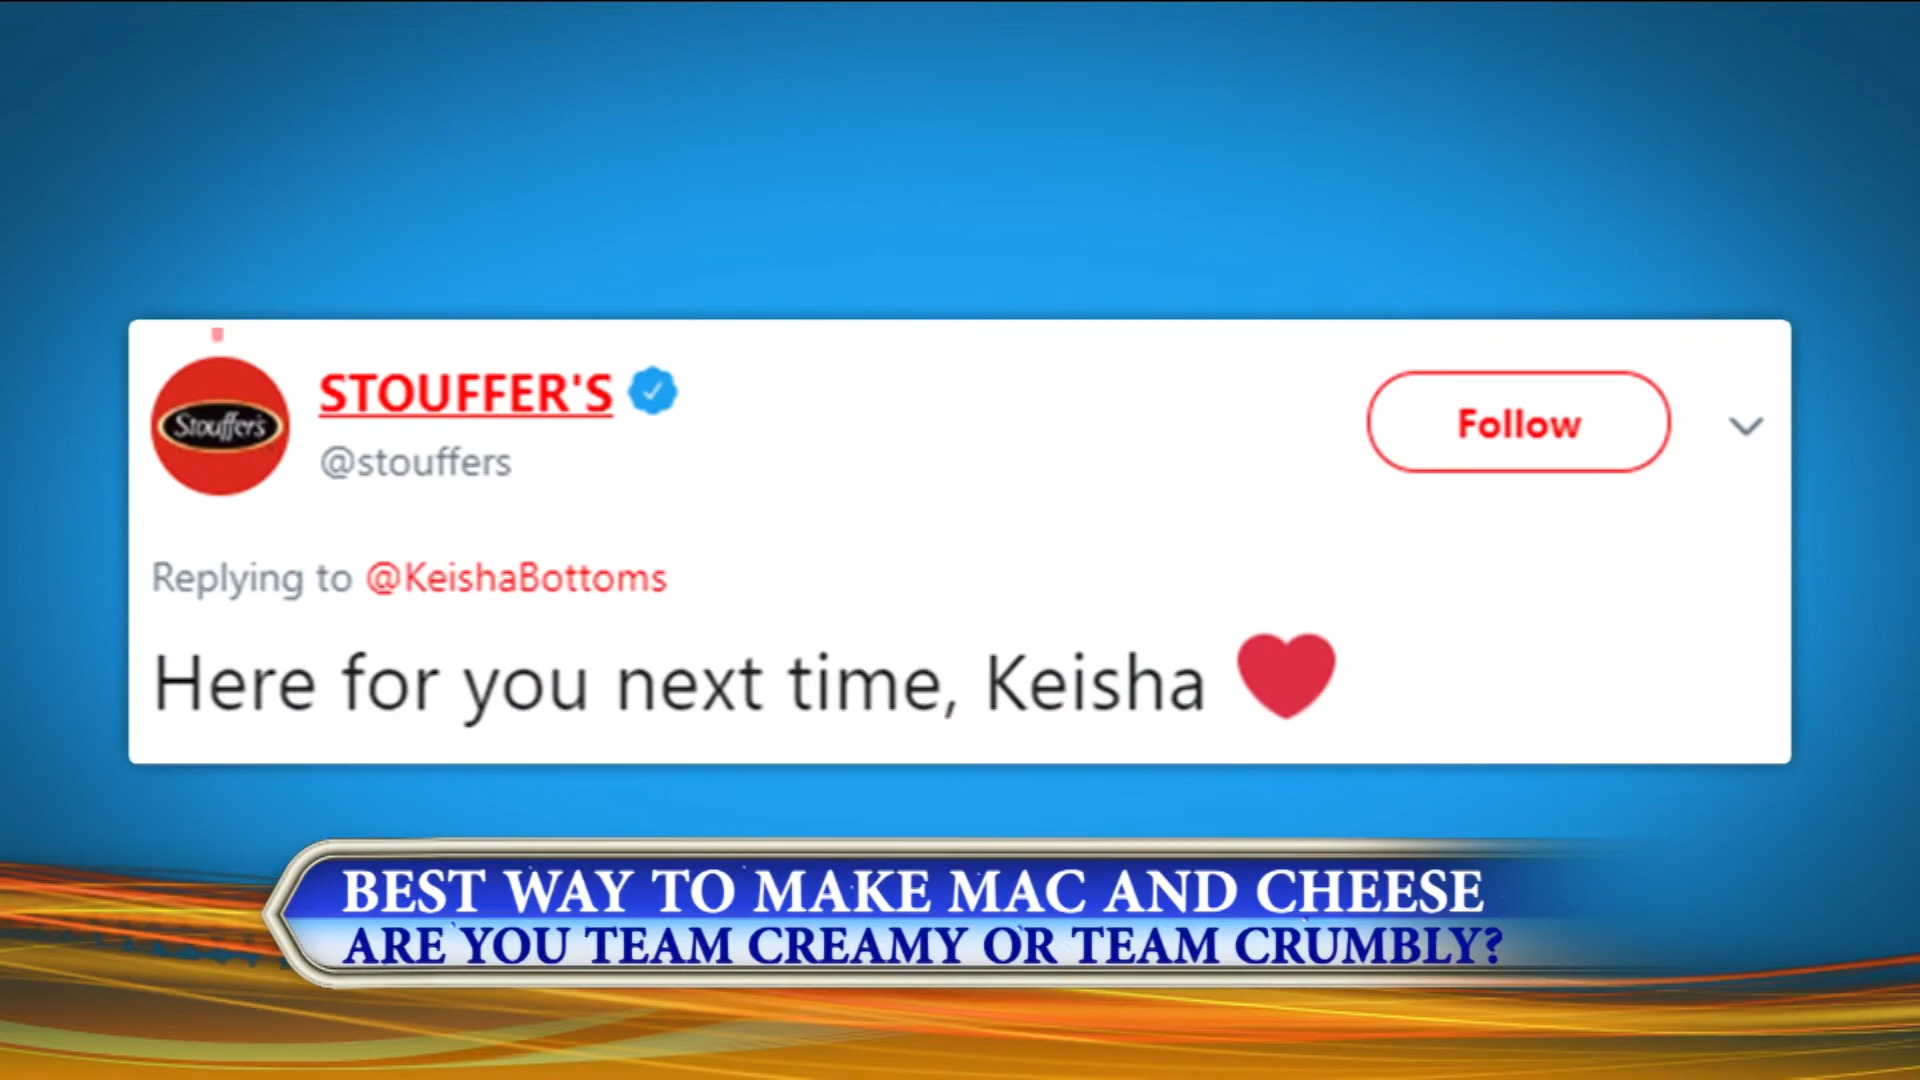 STOUFFER'S
@stouffers
Stouffer's
Follow
Replying to @KeishaBottoms
Here for you next time, Keisha
BEST WAY TO MAKE MAC AND CHEESE
ARE YOU TEAM CREAMY OR TEAM CRUMBLY?